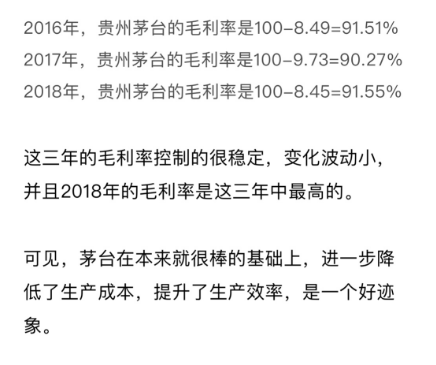 2016年，贵州茅台的毛利率是100-8.49=91.51%
2017年，贵州茅台的毛利率是100-9.73=90.27%
2018年，贵州茅台的毛利率是100-8.45=91.55%
这三年的毛利率控制的很稳定，变化波动小，
并且2018年的毛利率是这三年中最高的。
可见，茅台在本来就很棒的基础上，进一步降
低了生产成本，提升了生产效率，是一个好迹
象。